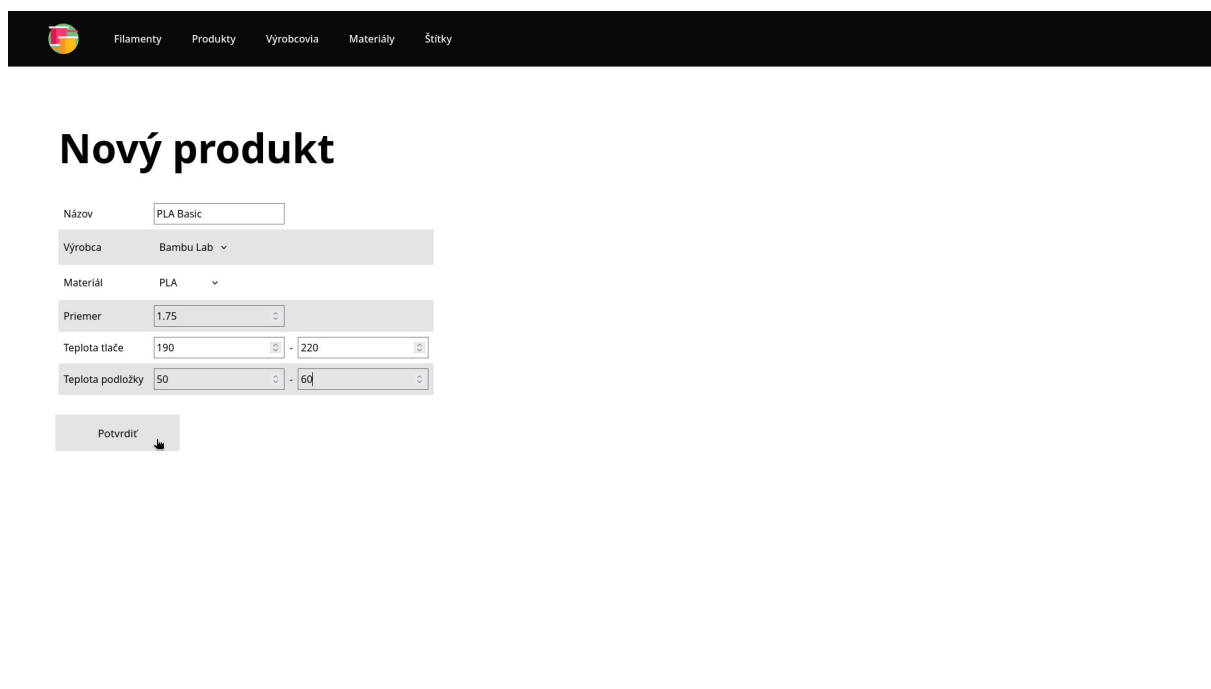 Filamenty Produkty Výrobcovia Materiály Štítky
Nový produkt
Názov PLA Basic
Výrobca Bambu Lab
Materiál PLA
Priemer 1.75
Teplota tlače 190 - 220
Teplota podložky 50 - 60
Potvrdiť